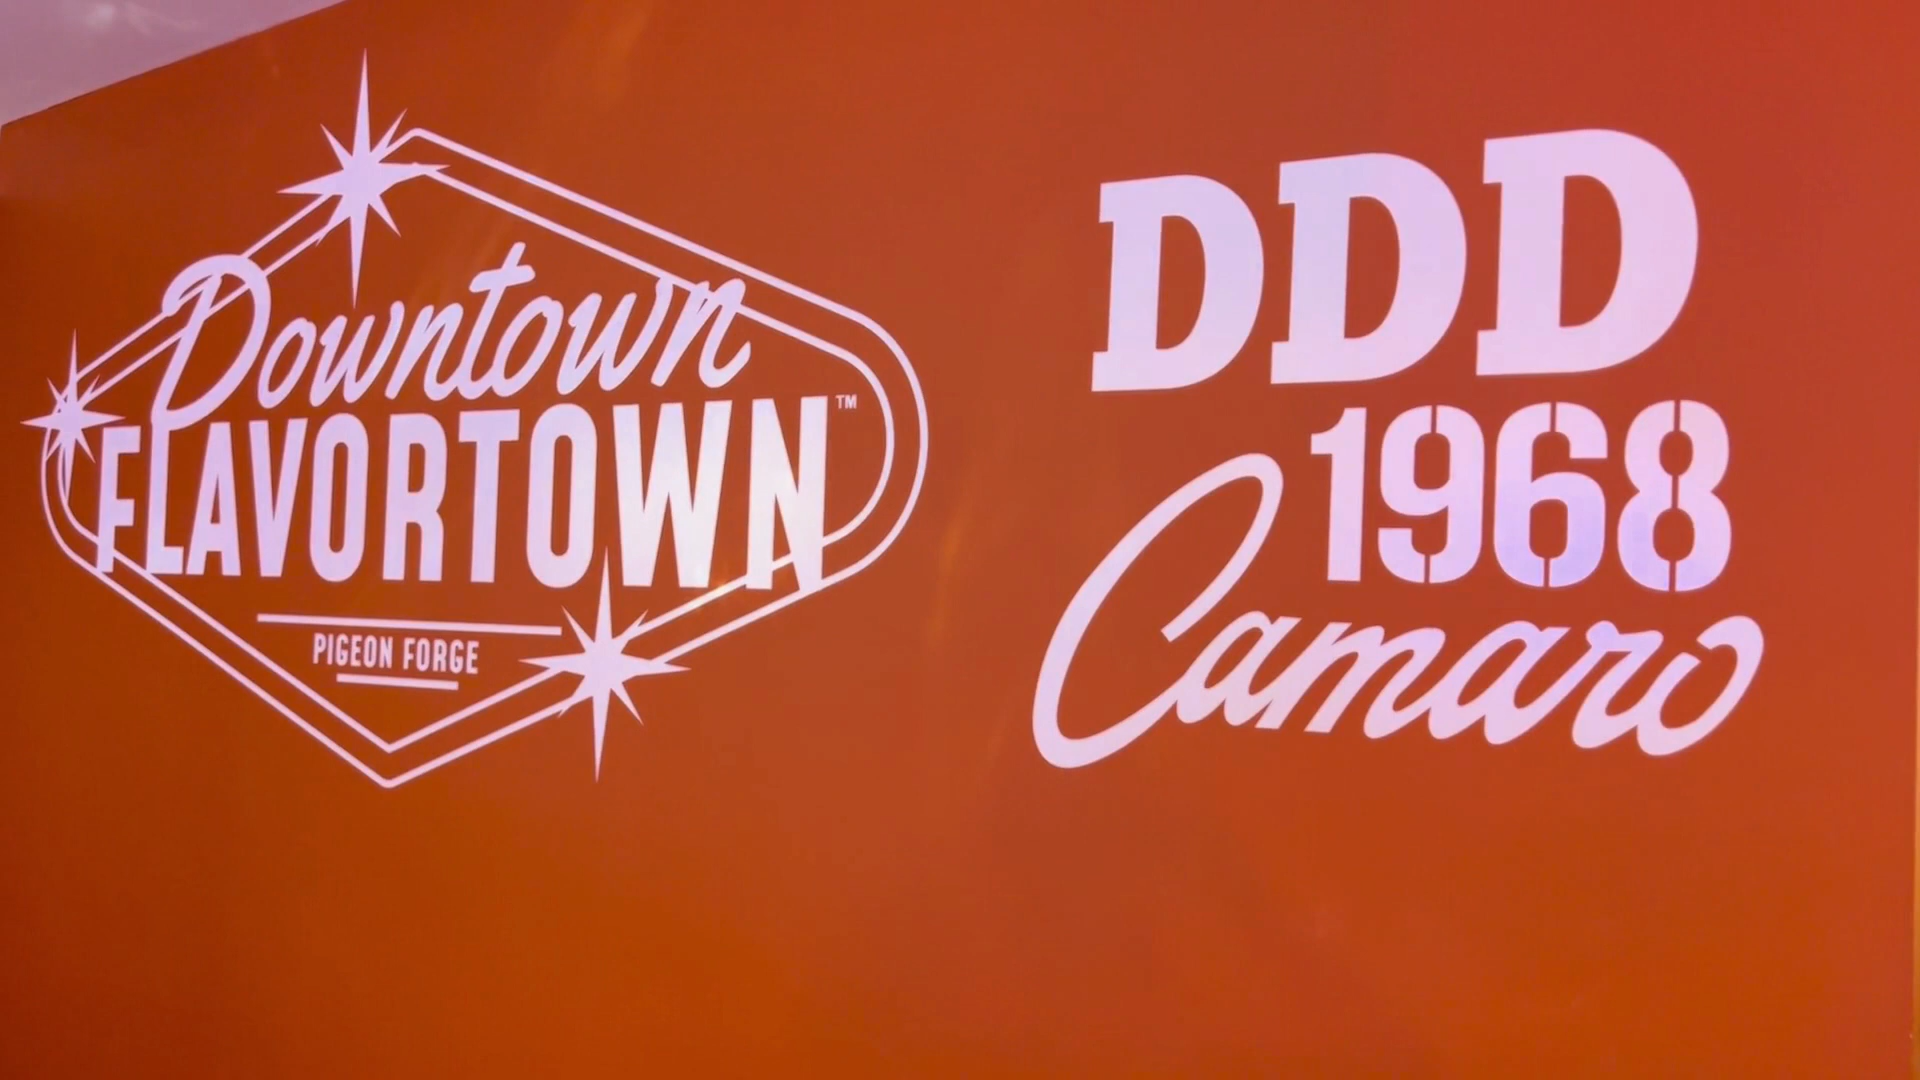 Downtown
FLAVORTOWN™
PIGEON FORGE
DDD
1968
Camaro